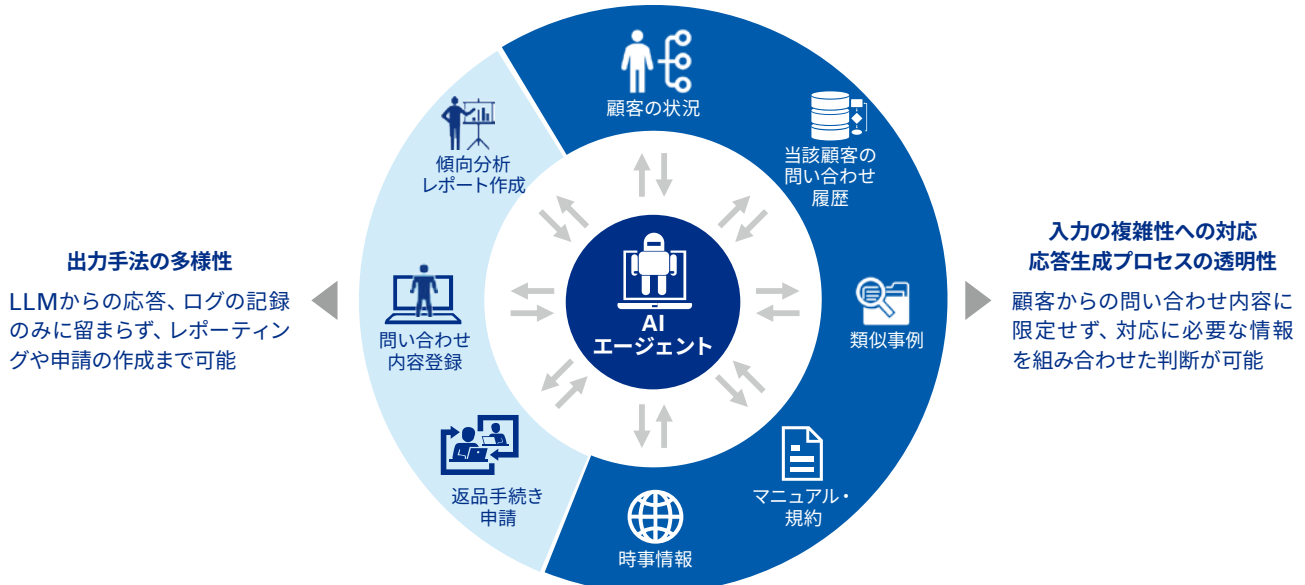 顧客の状況
当該顧客の
問い合わせ
履歴
類似事例
マニュアル・
規約
時事情報
返品手続き
申請
問い合わせ
内容登録
傾向分析
レポート作成
AI
エージェント
出力手法の多様性
LLMからの応答、ログの記録
のみに留まらず、レポーティン
グや申請の作成まで可能
入力の複雑性への対応
応答生成プロセスの透明性
顧客からの問い合わせ内容に
限定せず、対応に必要な情報
を組み合わせた判断が可能